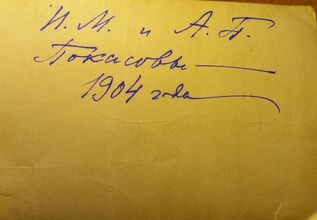 И. М. и А. П.
Покасовы
1904 года